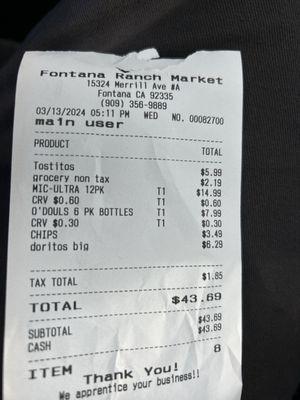 Fontana Ranch Market
15324 Merrill Ave #A
Fontana CA 92335
(909) 356-9889
03/13/2024 05:11 PM WED NO. 00082700
main user
PRODUCT TOTAL
Tostitos $5.99
grocery non tax $2.19
MIC-ULTRA 12PK T1 $14.99
CRV $0.60 T1 $0.60
O'DOULS 6 PK BOTTLES T1 $7.99
CRV $0.30 T1 $0.30
CHIPS $3.49
doritos big $6.29
TAX TOTAL $1.85
TOTAL $43.69
SUBTOTAL $43.69
CASH $43.69
ITEM 8
Thank You!
We apprentice your business!!